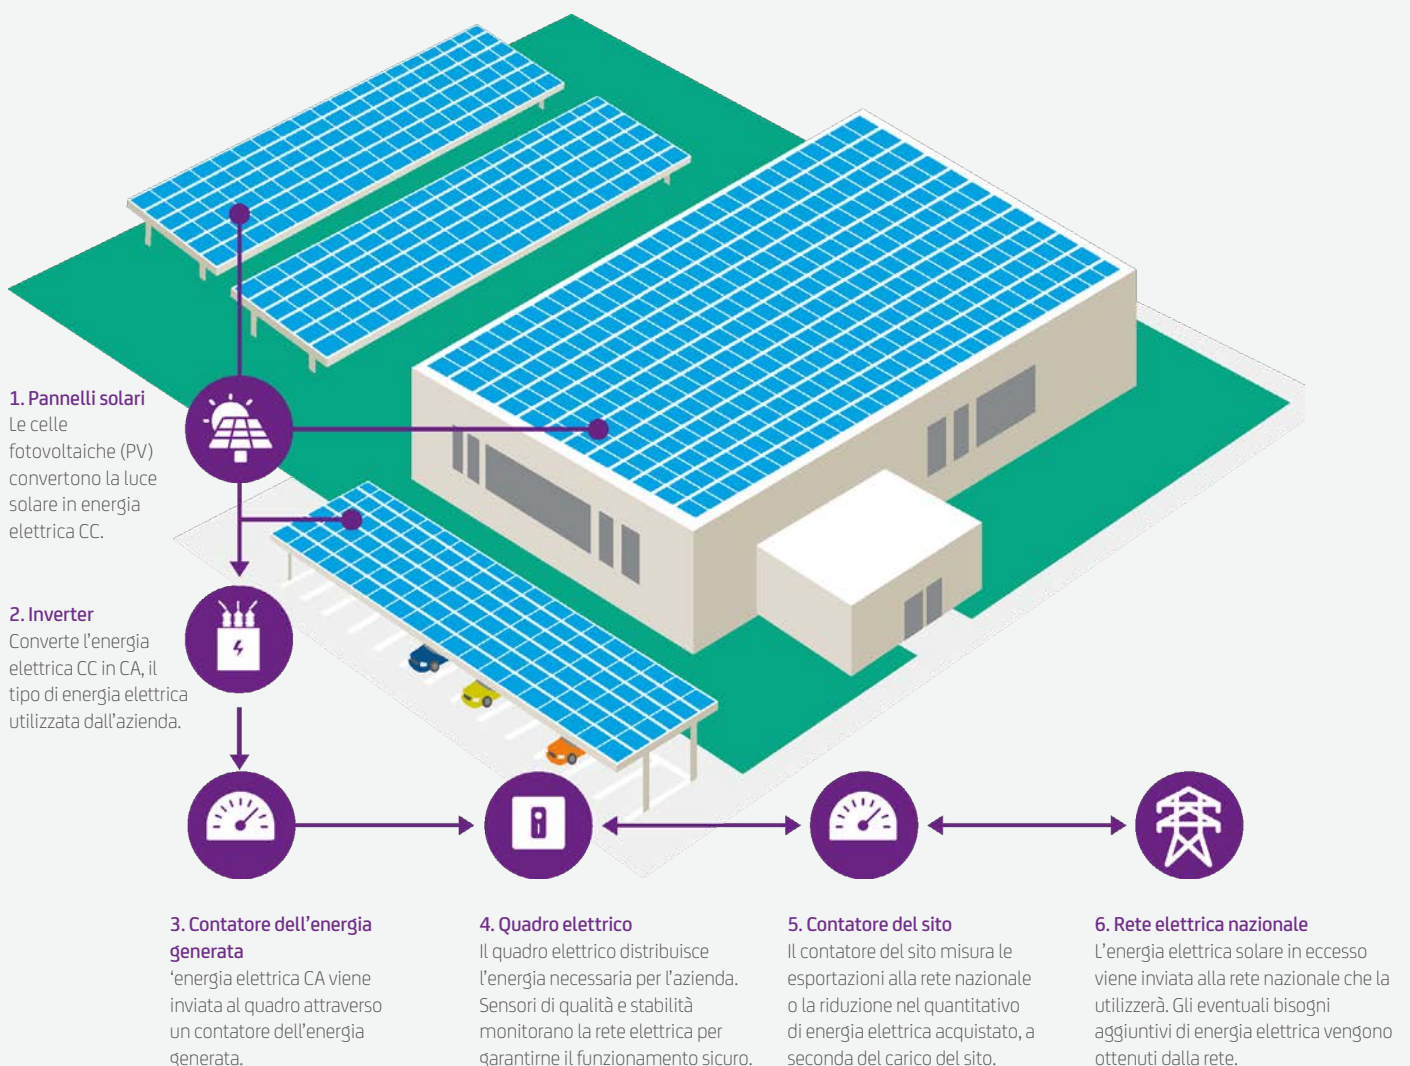 1. Pannelli solari
Le celle
fotovoltaiche (PV)
convertono la luce
solare in energia
elettrica CC.
2. Inverter
Converte l’energia
elettrica CC in CA, il
tipo di energia elettrica
utilizzata dall’azienda.
3. Contatore dell’energia
generata
‘energia elettrica CA viene
inviata al quadro attraverso
un contatore dell’energia
generata.
4. Quadro elettrico
Il quadro elettrico distribuisce
l’energia necessaria per l’azienda.
Sensori di qualità e stabilità
monitorano la rete elettrica per
garantirne il funzionamento sicuro.
5. Contatore del sito
Il contatore del sito misura le
esportazioni alla rete nazionale
o la riduzione nel quantitativo
di energia elettrica acquistato, a
seconda del carico del sito.
6. Rete elettrica nazionale
L’energia elettrica solare in eccesso
viene inviata alla rete nazionale che la
utilizzerà. Gli eventuali bisogni
aggiuntivi di energia elettrica vengono
ottenuti dalla rete.